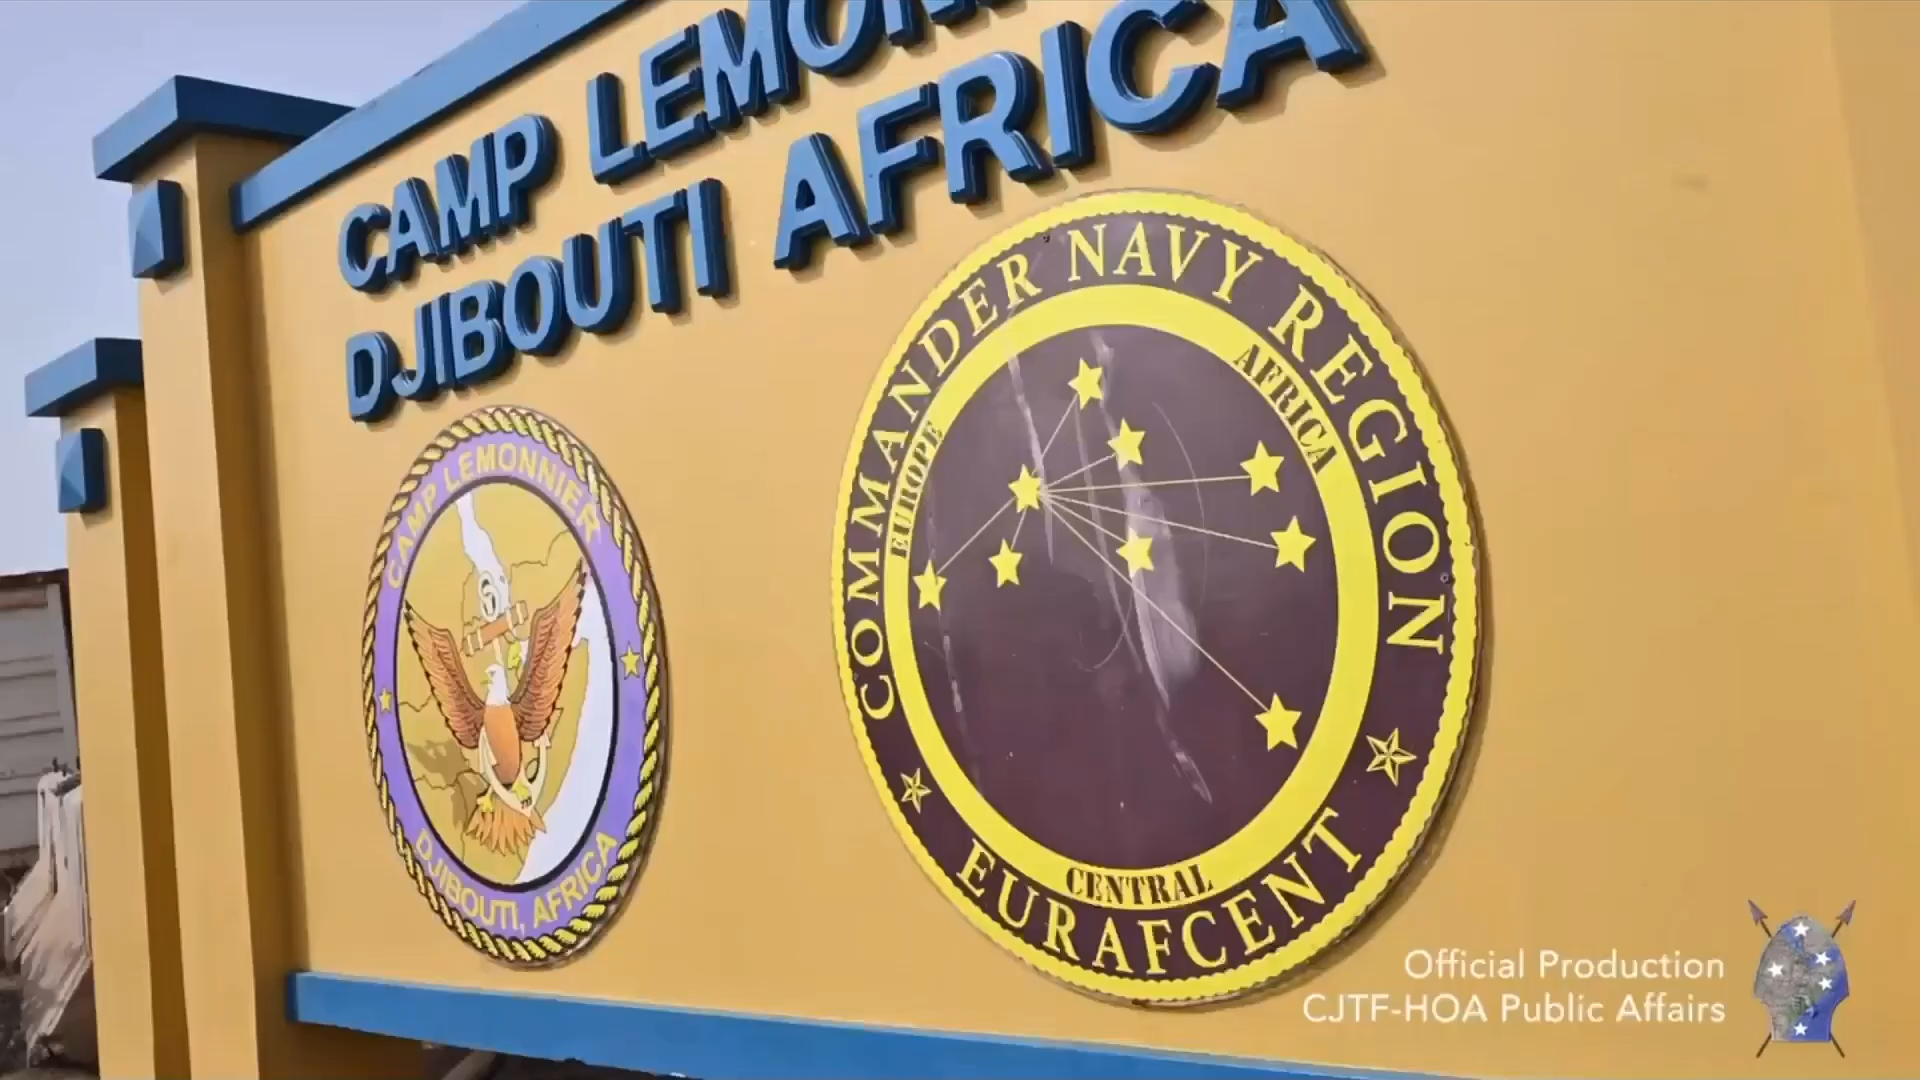 CAMP LEMON
DJIBOUTI AFRICA
CAMP LEMONNIER
DJIBOUTI, AFRICA
COMMANDER NAVY REGION
EUROPE
AFRICA
CENTRAL
EURAFCENT
Official Production
CJTF-HOA Public Affairs